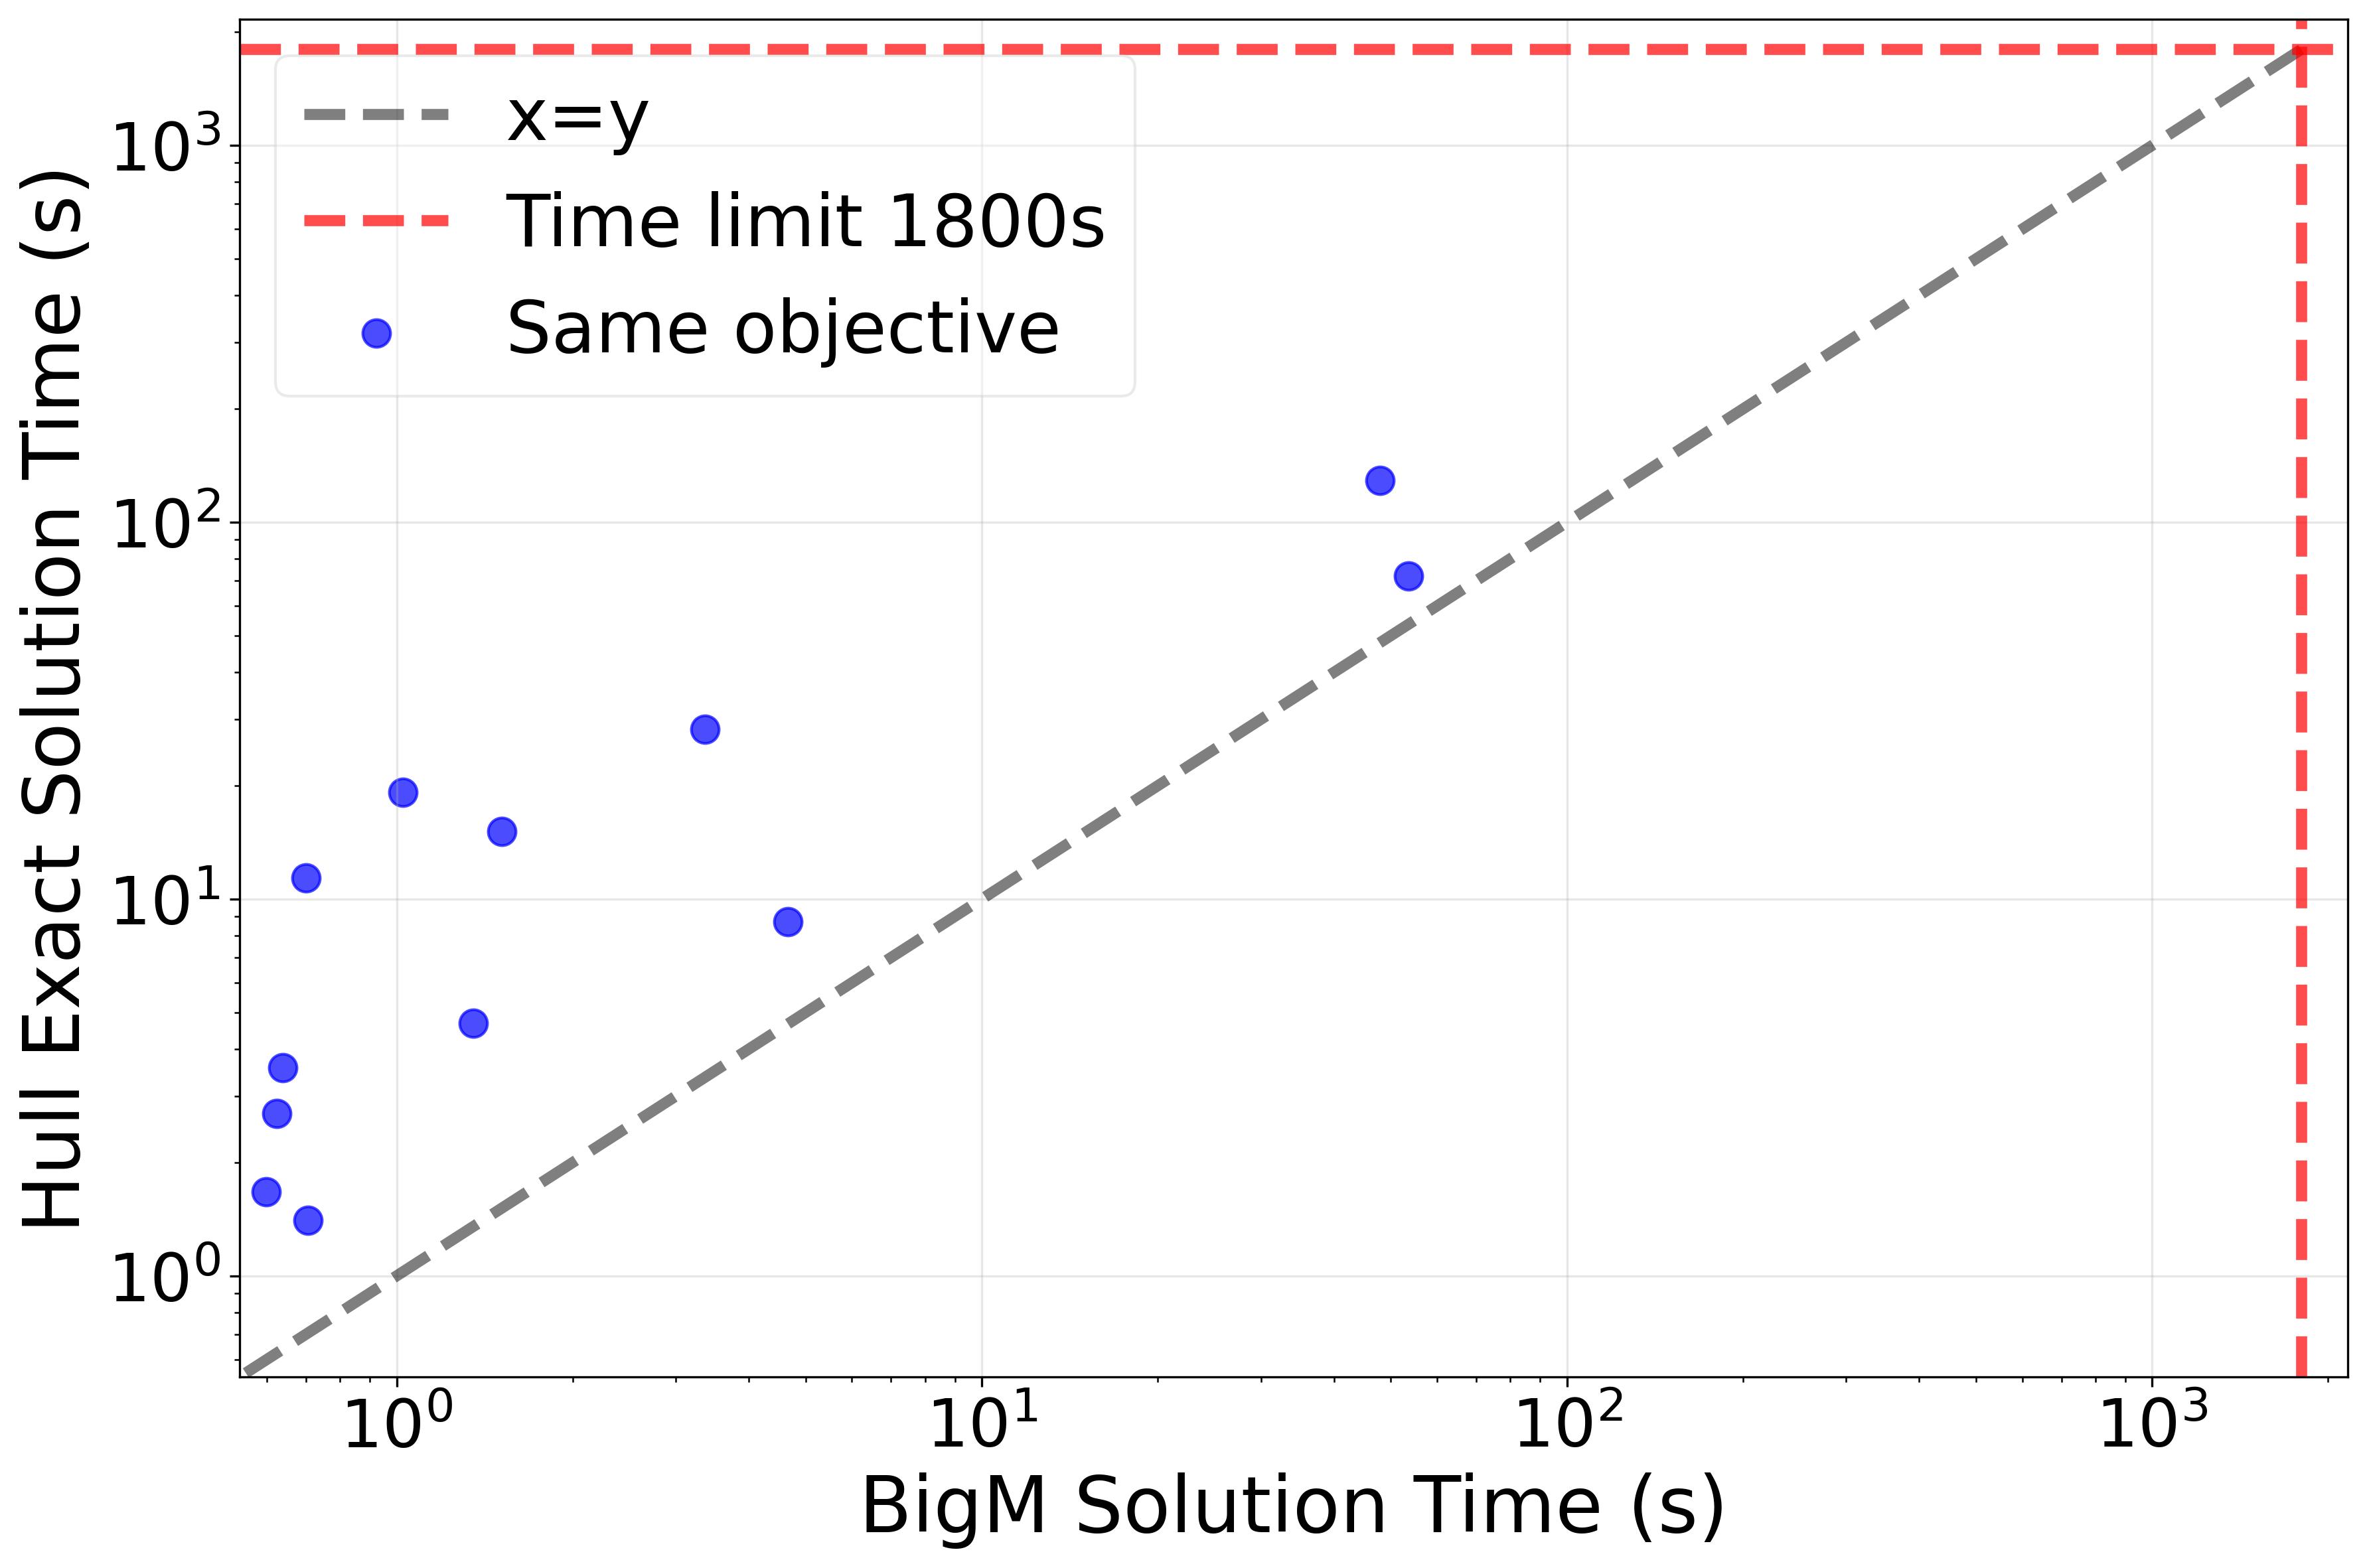 x=y
Time limit 1800s
Same objective
Hull Exact Solution Time (s)
10³
10²
10¹
10⁰
10⁰ 10¹ 10² 10³
BigM Solution Time (s)